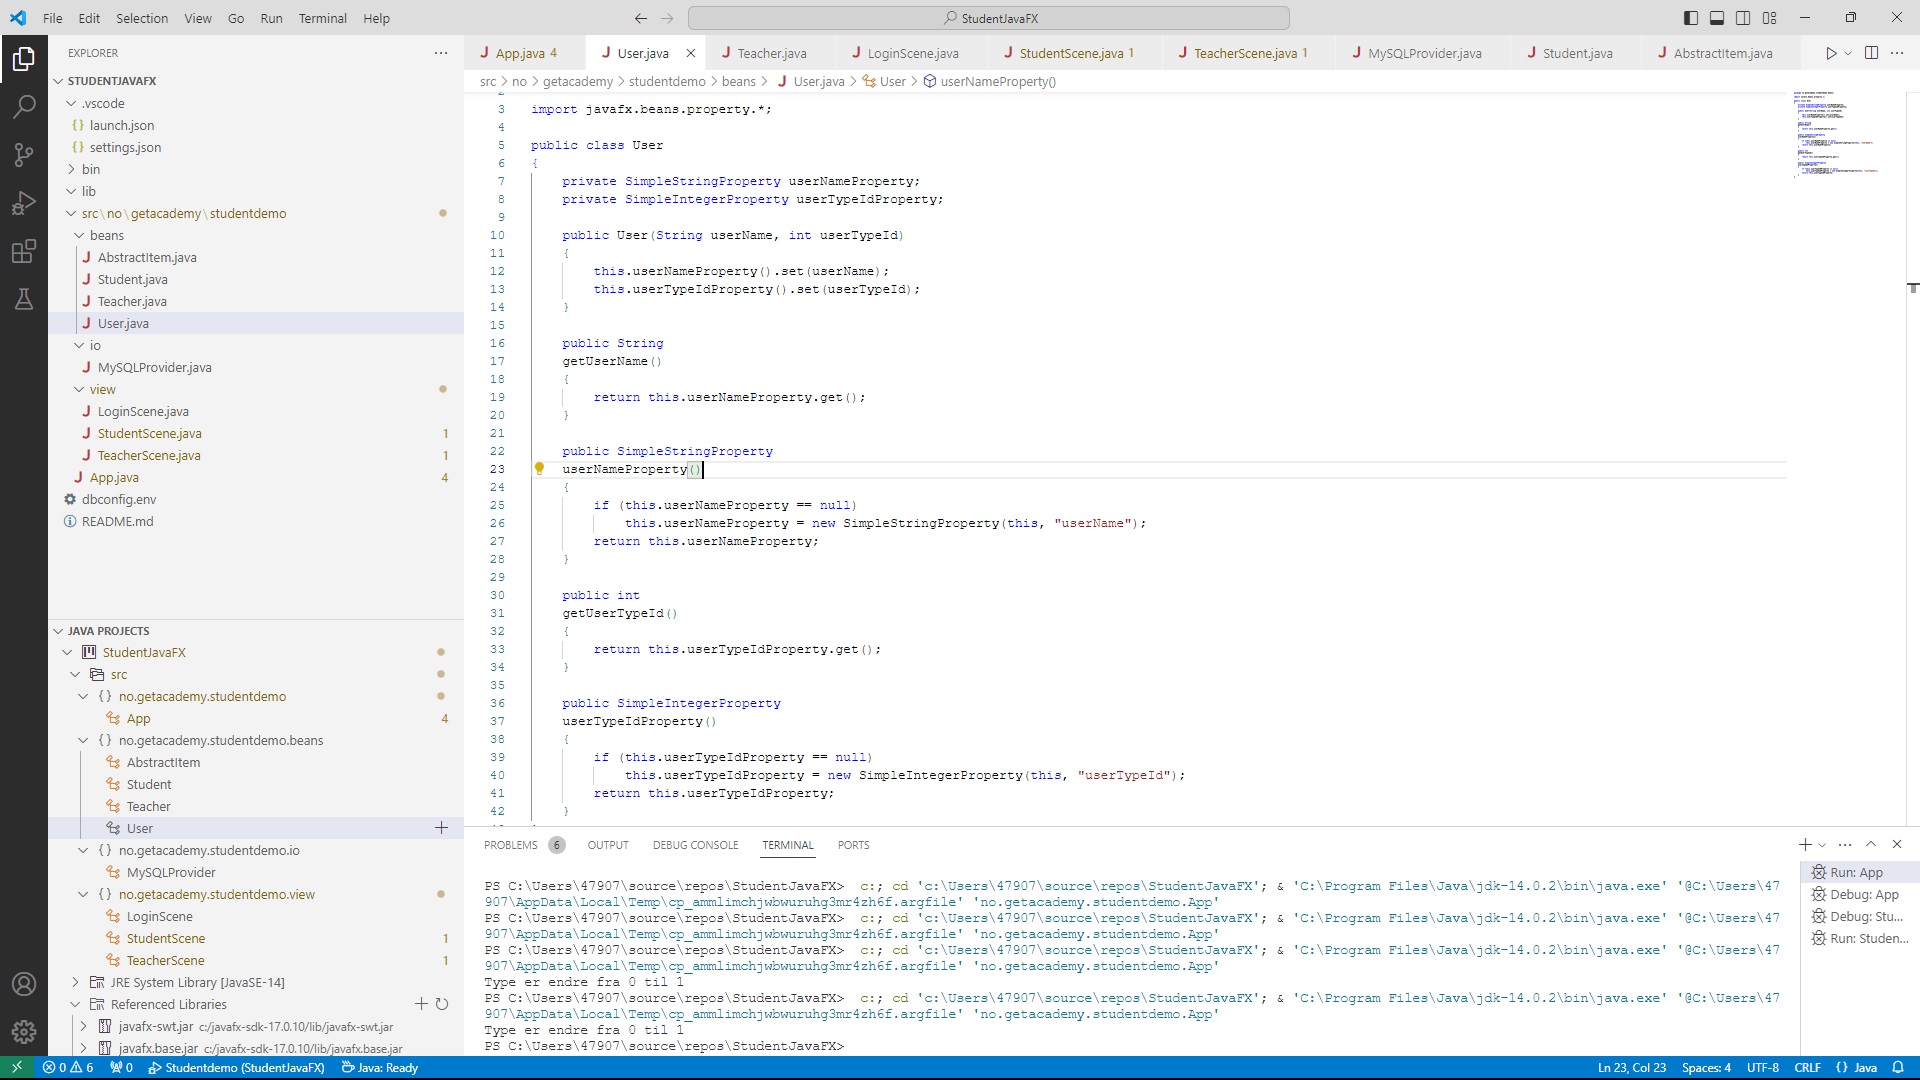 File Edit Selection View Go Run Terminal Help
StudentJavaFX
EXPLORER
STUDENTJAVAFX
.vscode
{} launch.json
{} settings.json
bin
lib
src\no\getacademy\studentdemo
beans
J AbstractItem.java
J Student.java
J Teacher.java
J User.java
io
J MySQLProvider.java
view
J LoginScene.java
J StudentScene.java 1
J TeacherScene.java 1
J App.java 4
dbconfig.env
README.md
JAVA PROJECTS
StudentJavaFX
src
{} no.getacademy.studentdemo
App 4
{} no.getacademy.studentdemo.beans
AbstractItem
Student
Teacher
User
{} no.getacademy.studentdemo.io
MySQLProvider
{} no.getacademy.studentdemo.view
LoginScene
StudentScene 1
TeacherScene 1
JRE System Library [JavaSE-14]
Referenced Libraries
javafx-swt.jar c:/javafx-sdk-17.0.10/lib/javafx-swt.jar
javafx.base.jar c:/javafx-sdk-17.0.10/lib/javafx.base.jar
J App.java 4 J User.java J Teacher.java J LoginScene.java J StudentScene.java 1 J TeacherScene.java 1 J MySQLProvider.java J Student.java J AbstractItem.java
src > no > getacademy > studentdemo > beans > J User.java > User > userNameProperty()
3 import javafx.beans.property.*;
4
5 public class User
6 {
7 private SimpleStringProperty userNameProperty;
8 private SimpleIntegerProperty userTypeIdProperty;
9
10 public User(String userName, int userTypeId)
11 {
12 this.userNameProperty().set(userName);
13 this.userTypeIdProperty().set(userTypeId);
14 }
15
16 public String
17 getUserName()
18 {
19 return this.userNameProperty.get();
20 }
21
22 public SimpleStringProperty
23 userNameProperty()
24 {
25 if (this.userNameProperty == null)
26 this.userNameProperty = new SimpleStringProperty(this, "userName");
27 return this.userNameProperty;
28 }
29
30 public int
31 getUserTypeId()
32 {
33 return this.userTypeIdProperty.get();
34 }
35
36 public SimpleIntegerProperty
37 userTypeIdProperty()
38 {
39 if (this.userTypeIdProperty == null)
40 this.userTypeIdProperty = new SimpleIntegerProperty(this, "userTypeId");
41 return this.userTypeIdProperty;
42 }
PROBLEMS 6 OUTPUT DEBUG CONSOLE TERMINAL PORTS
PS C:\Users\47907\source\repos\StudentJavaFX> c:; cd 'c:\Users\47907\source\repos\StudentJavaFX'; & 'C:\Program Files\Java\jdk-14.0.2\bin\java.exe' '@C:\Users\47
907\AppData\Local\Temp\cp_ammlimchjwbwuruhg3mr4zh6f.argfile' 'no.getacademy.studentdemo.App'
PS C:\Users\47907\source\repos\StudentJavaFX> c:; cd 'c:\Users\47907\source\repos\StudentJavaFX'; & 'C:\Program Files\Java\jdk-14.0.2\bin\java.exe' '@C:\Users\47
907\AppData\Local\Temp\cp_ammlimchjwbwuruhg3mr4zh6f.argfile' 'no.getacademy.studentdemo.App'
PS C:\Users\47907\source\repos\StudentJavaFX> c:; cd 'c:\Users\47907\source\repos\StudentJavaFX'; & 'C:\Program Files\Java\jdk-14.0.2\bin\java.exe' '@C:\Users\47
907\AppData\Local\Temp\cp_ammlimchjwbwuruhg3mr4zh6f.argfile' 'no.getacademy.studentdemo.App'
Type er endre fra 0 til 1
PS C:\Users\47907\source\repos\StudentJavaFX> c:; cd 'c:\Users\47907\source\repos\StudentJavaFX'; & 'C:\Program Files\Java\jdk-14.0.2\bin\java.exe' '@C:\Users\47
907\AppData\Local\Temp\cp_ammlimchjwbwuruhg3mr4zh6f.argfile' 'no.getacademy.studentdemo.App'
Type er endre fra 0 til 1
PS C:\Users\47907\source\repos\StudentJavaFX>
Run: App
Debug: App
Debug: Stu...
Run: Studen...
0 6 0 Studentdemo (StudentJavaFX) Java: Ready Ln 23, Col 23 Spaces: 4 UTF-8 CRLF {} Java